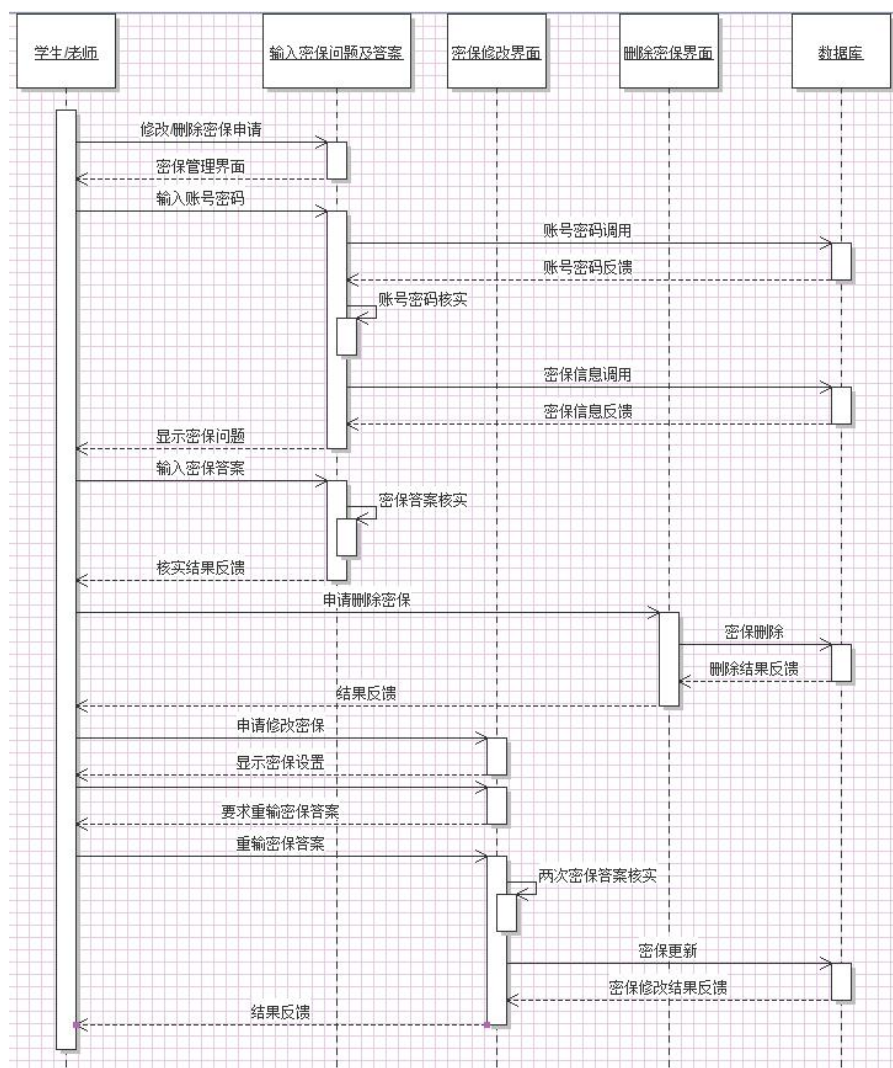 学生/老师
输入密保问题及答案
密保修改界面
删除密保界面
数据库
修改/删除密保申请
密保管理界面
输入账号密码
账号密码调用
账号密码反馈
账号密码核实
密保信息调用
密保信息反馈
显示密保问题
输入密保答案
密保答案核实
核实结果反馈
申请删除密保
密保删除
删除结果反馈
结果反馈
申请修改密保
显示密保设置
要求重输密保答案
重输密保答案
两次密保答案核实
密保更新
密保修改结果反馈
结果反馈